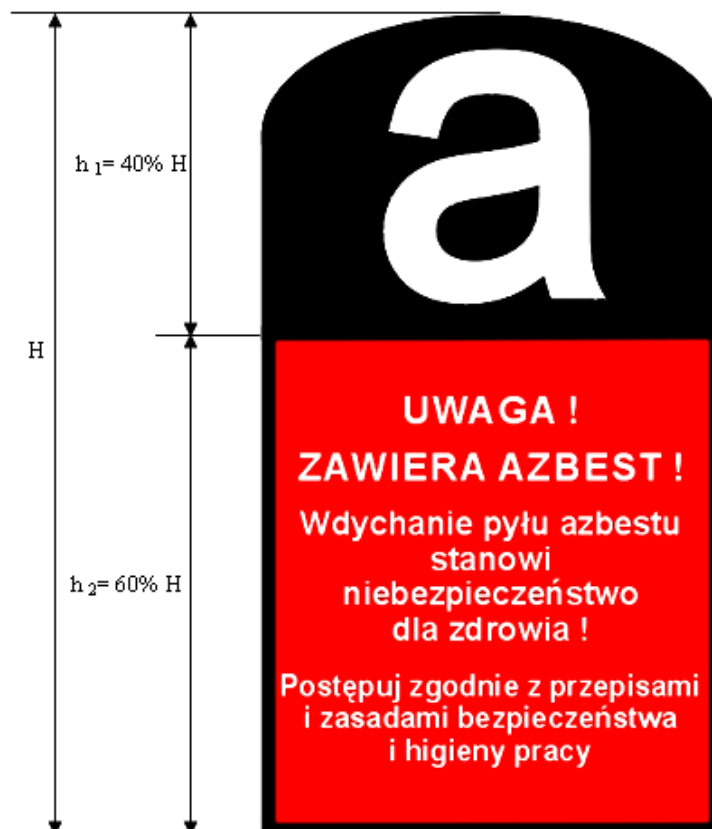 h 1= 40% H
H
h 2= 60% H
a
UWAGA !
ZAWIERA AZBEST !
Wdychanie pyłu azbestu
stanowi
niebezpieczeństwo
dla zdrowia !
Postępuj zgodnie z przepisami
i zasadami bezpieczeństwa
i higieny pracy